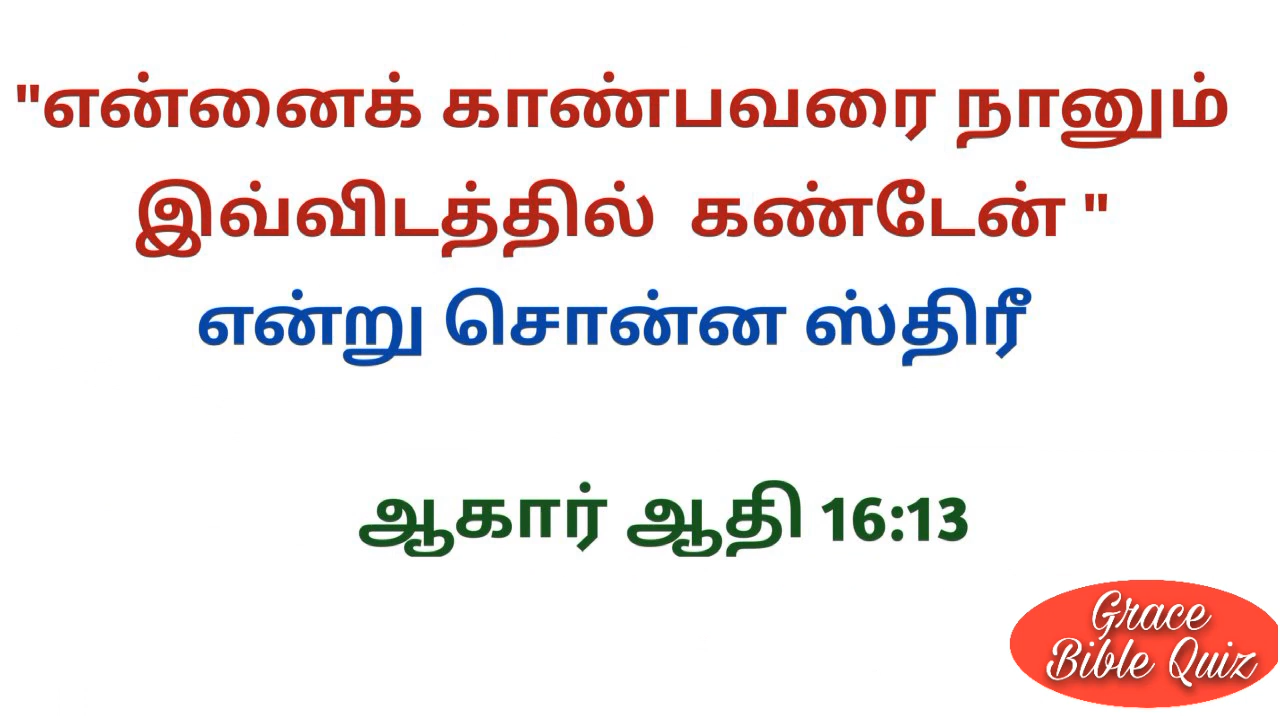 "என்னைக் காண்பவரை நானும்
இவ்விடத்தில் கண்டேன் "
என்று சொன்ன ஸ்திரீ
ஆகார் ஆதி 16:13
Grace
Bible Quiz